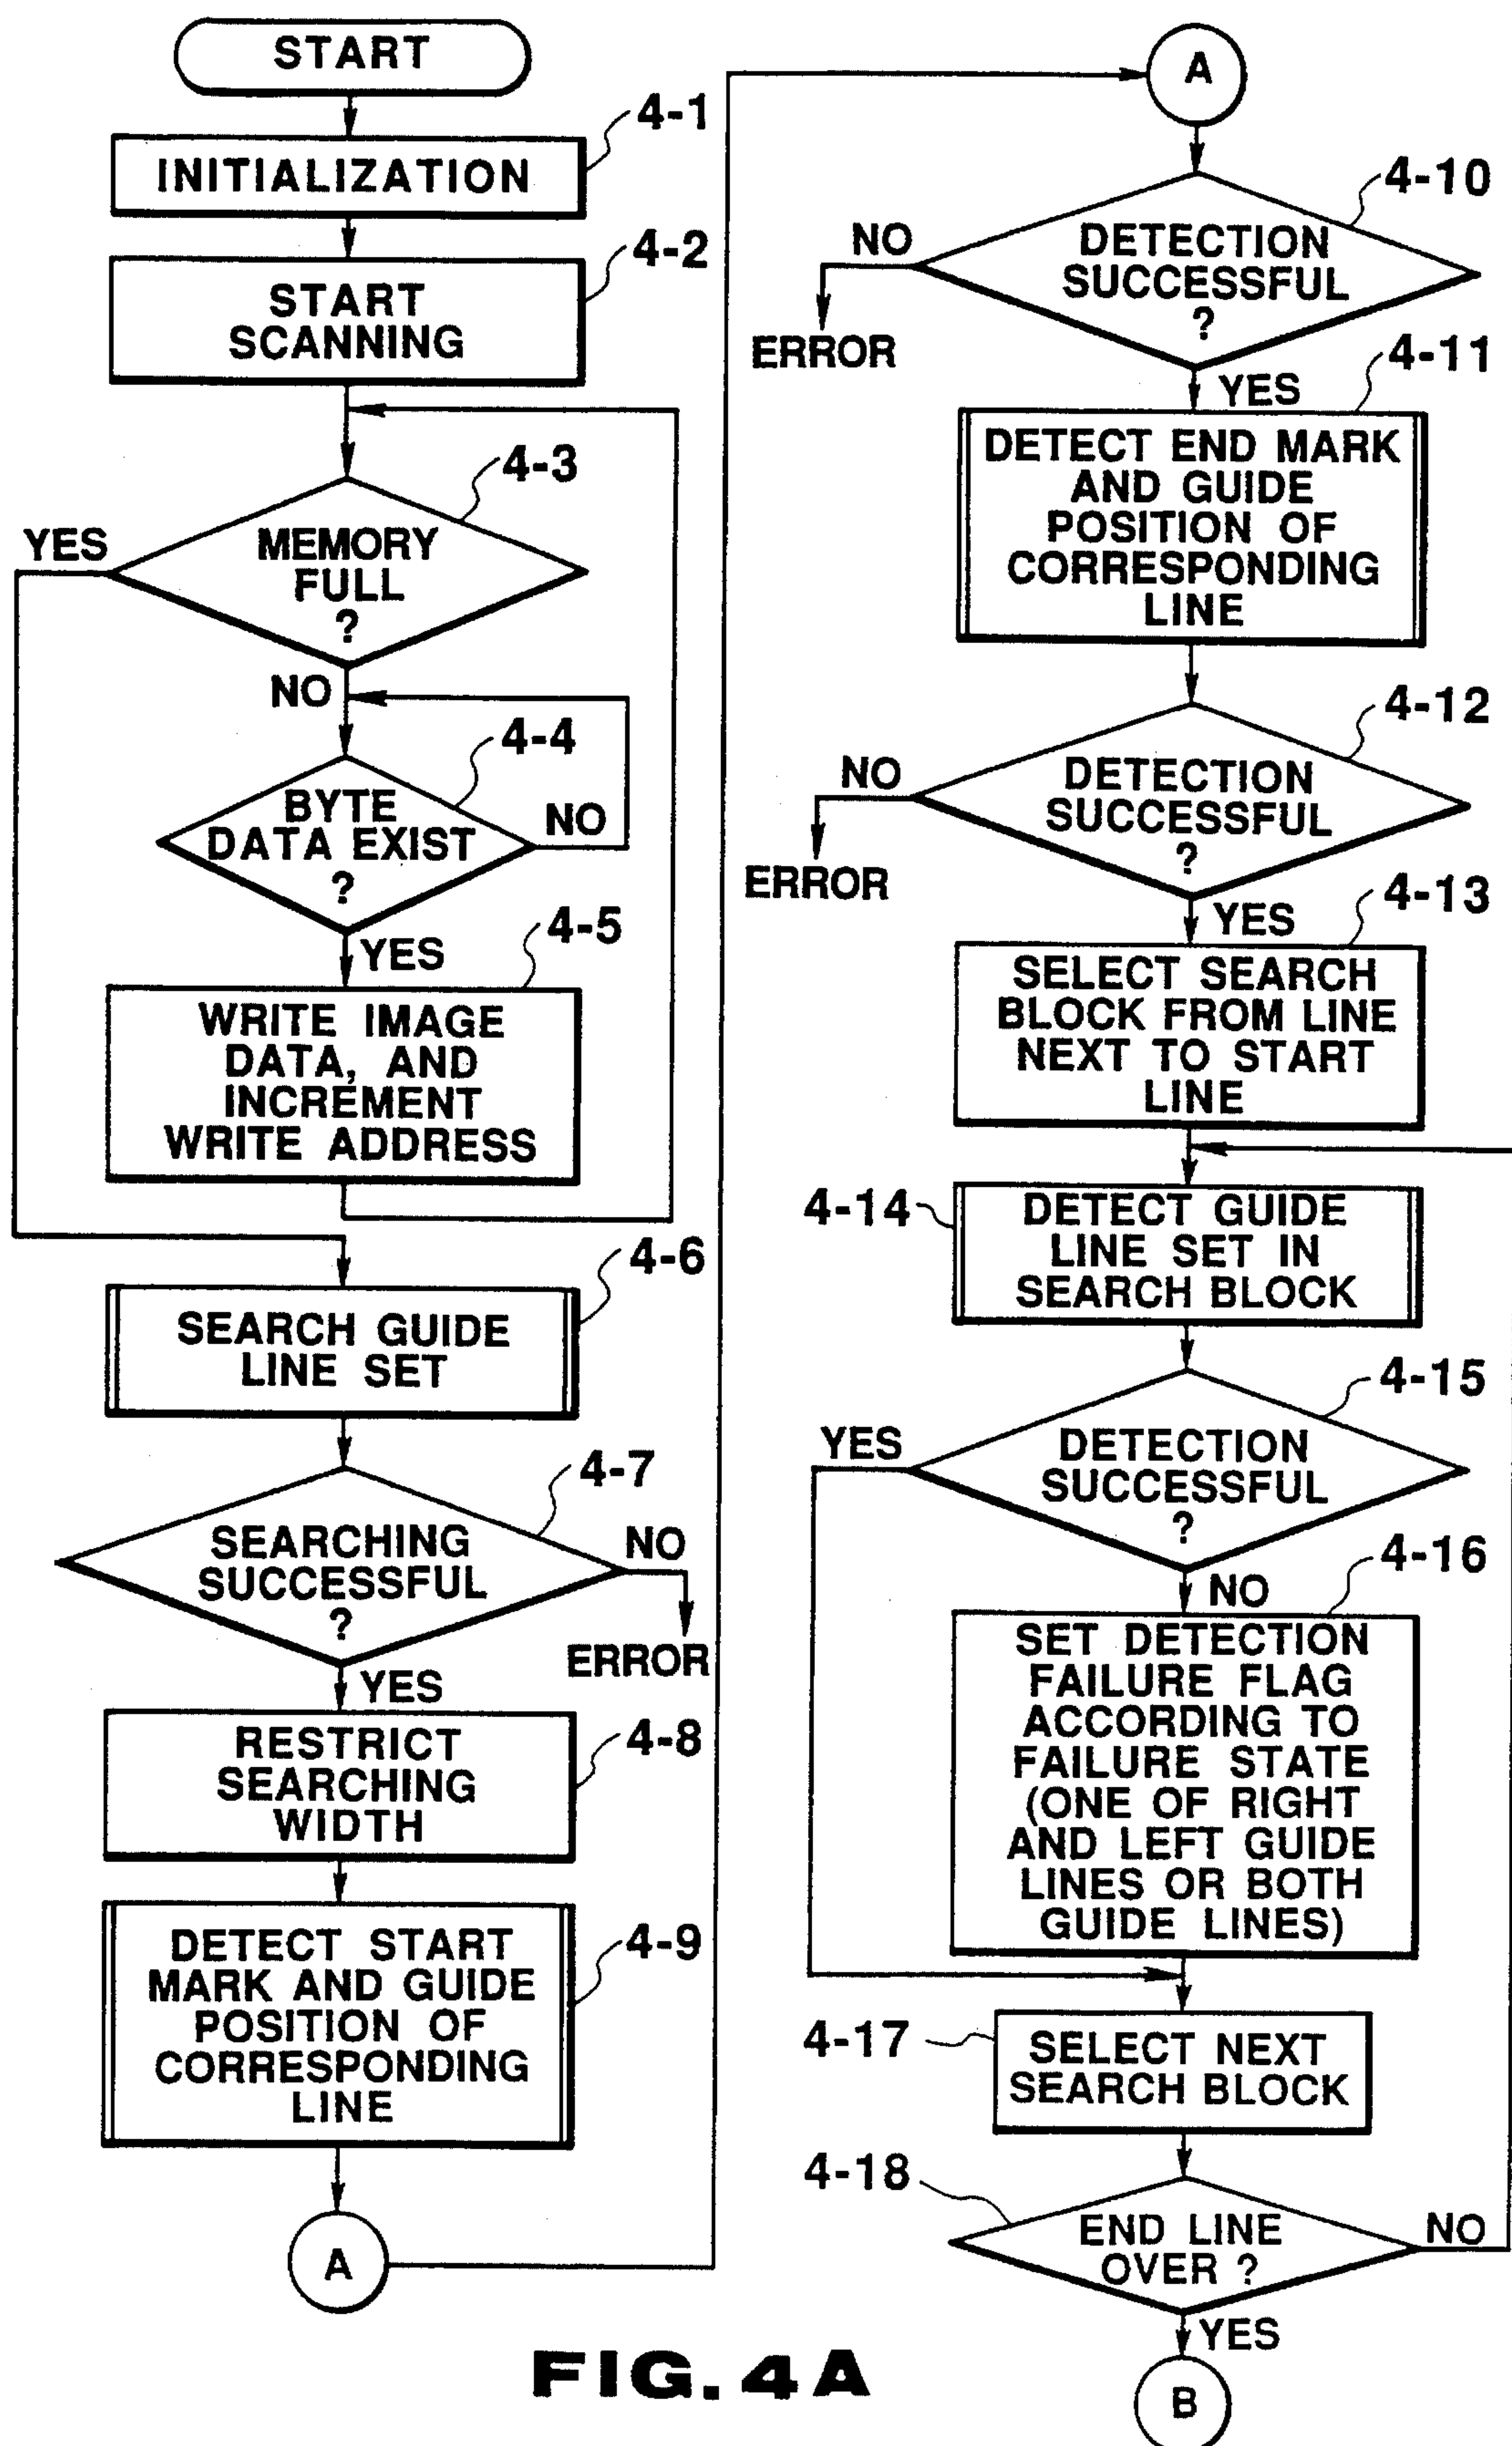 START
4-1
INITIALIZATION
4-2
START
SCANNING
4-3
YES
MEMORY
FULL
?
NO
4-4
BYTE
DATA EXIST
?
NO
YES
4-5
WRITE IMAGE
DATA, AND
INCREMENT
WRITE ADDRESS
4-6
SEARCH GUIDE
LINE SET
4-7
SEARCHING
SUCCESSFUL
?
NO
ERROR
YES
4-8
RESTRICT
SEARCHING
WIDTH
4-9
DETECT START
MARK AND GUIDE
POSITION OF
CORRESPONDING
LINE
A
A
4-10
NO
DETECTION
SUCCESSFUL
?
ERROR
YES
4-11
DETECT END MARK
AND GUIDE
POSITION OF
CORRESPONDING
LINE
4-12
NO
DETECTION
SUCCESSFUL
?
ERROR
YES
4-13
SELECT SEARCH
BLOCK FROM LINE
NEXT TO START
LINE
4-14
DETECT GUIDE
LINE SET IN
SEARCH BLOCK
4-15
YES
DETECTION
SUCCESSFUL
?
NO
4-16
SET DETECTION
FAILURE FLAG
ACCORDING TO
FAILURE STATE
(ONE OF RIGHT
AND LEFT GUIDE
LINES OR BOTH
GUIDE LINES)
4-17
SELECT NEXT
SEARCH BLOCK
4-18
END LINE
OVER ?
NO
YES
B
FIG. 4A